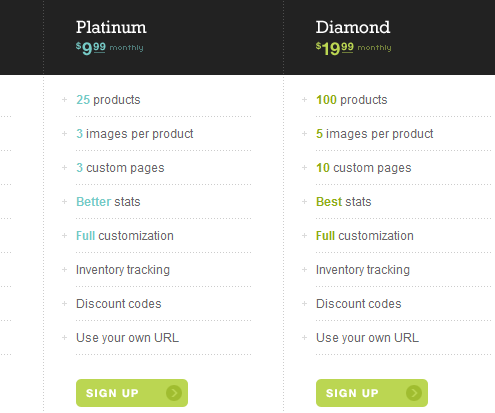 Platinum
$9.99 monthly
+ 25 products
+ 3 images per product
+ 3 custom pages
+ Better stats
+ Full customization
+ Inventory tracking
+ Discount codes
+ Use your own URL
SIGN UP
Diamond
$19.99 monthly
+ 100 products
+ 5 images per product
+ 10 custom pages
+ Best stats
+ Full customization
+ Inventory tracking
+ Discount codes
+ Use your own URL
SIGN UP